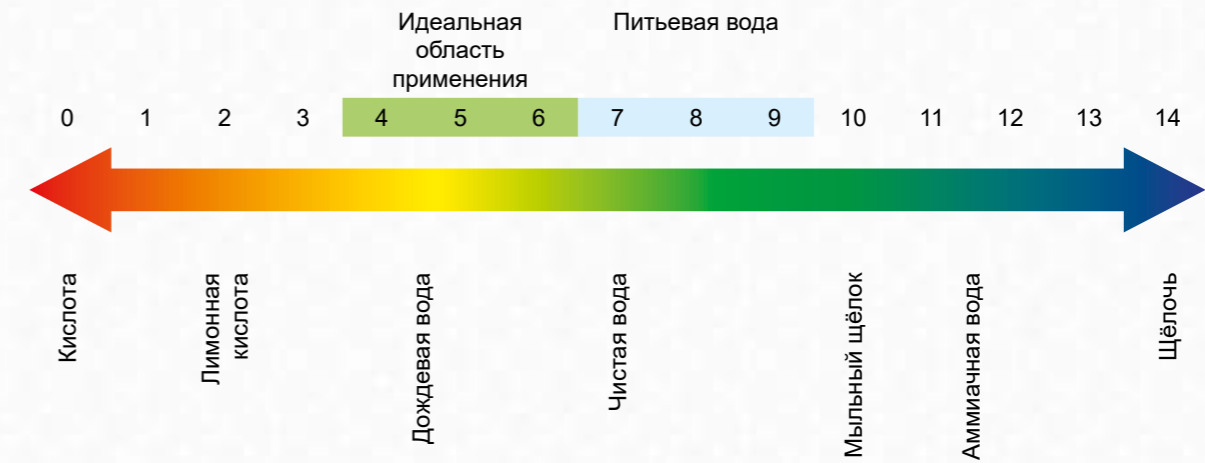 Идеальная
область
применения
Питьевая вода
0 1 2 3 4 5 6 7 8 9 10 11 12 13 14
Кислота
Лимонная
кислота
Дождевая вода
Чистая вода
Мыльный щёлок
Аммиачная вода
Щёлочь